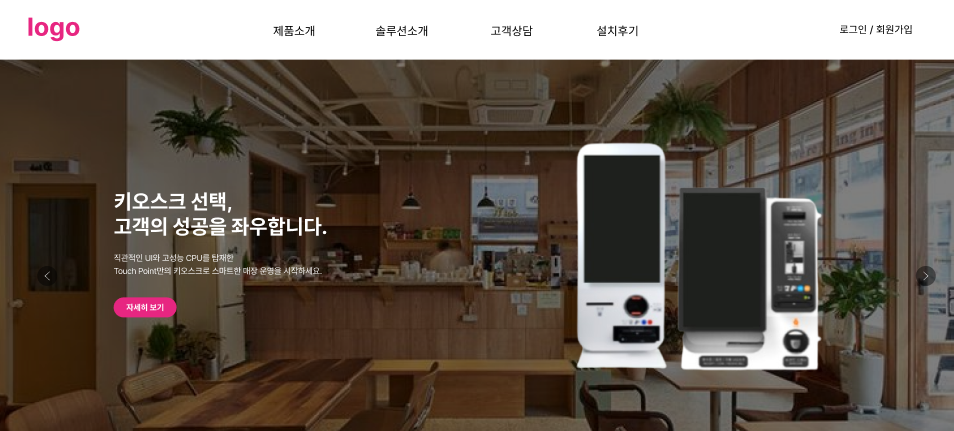 logo
제품소개
솔루션소개
고객상담
설치후기
로그인 / 회원가입
키오스크 선택,
고객의 성공을 좌우합니다.
직관적인 UI와 고성능 CPU를 탑재한
Touch Point만의 키오스크로 스마트한 매장 운영을 시작하세요.
자세히 보기